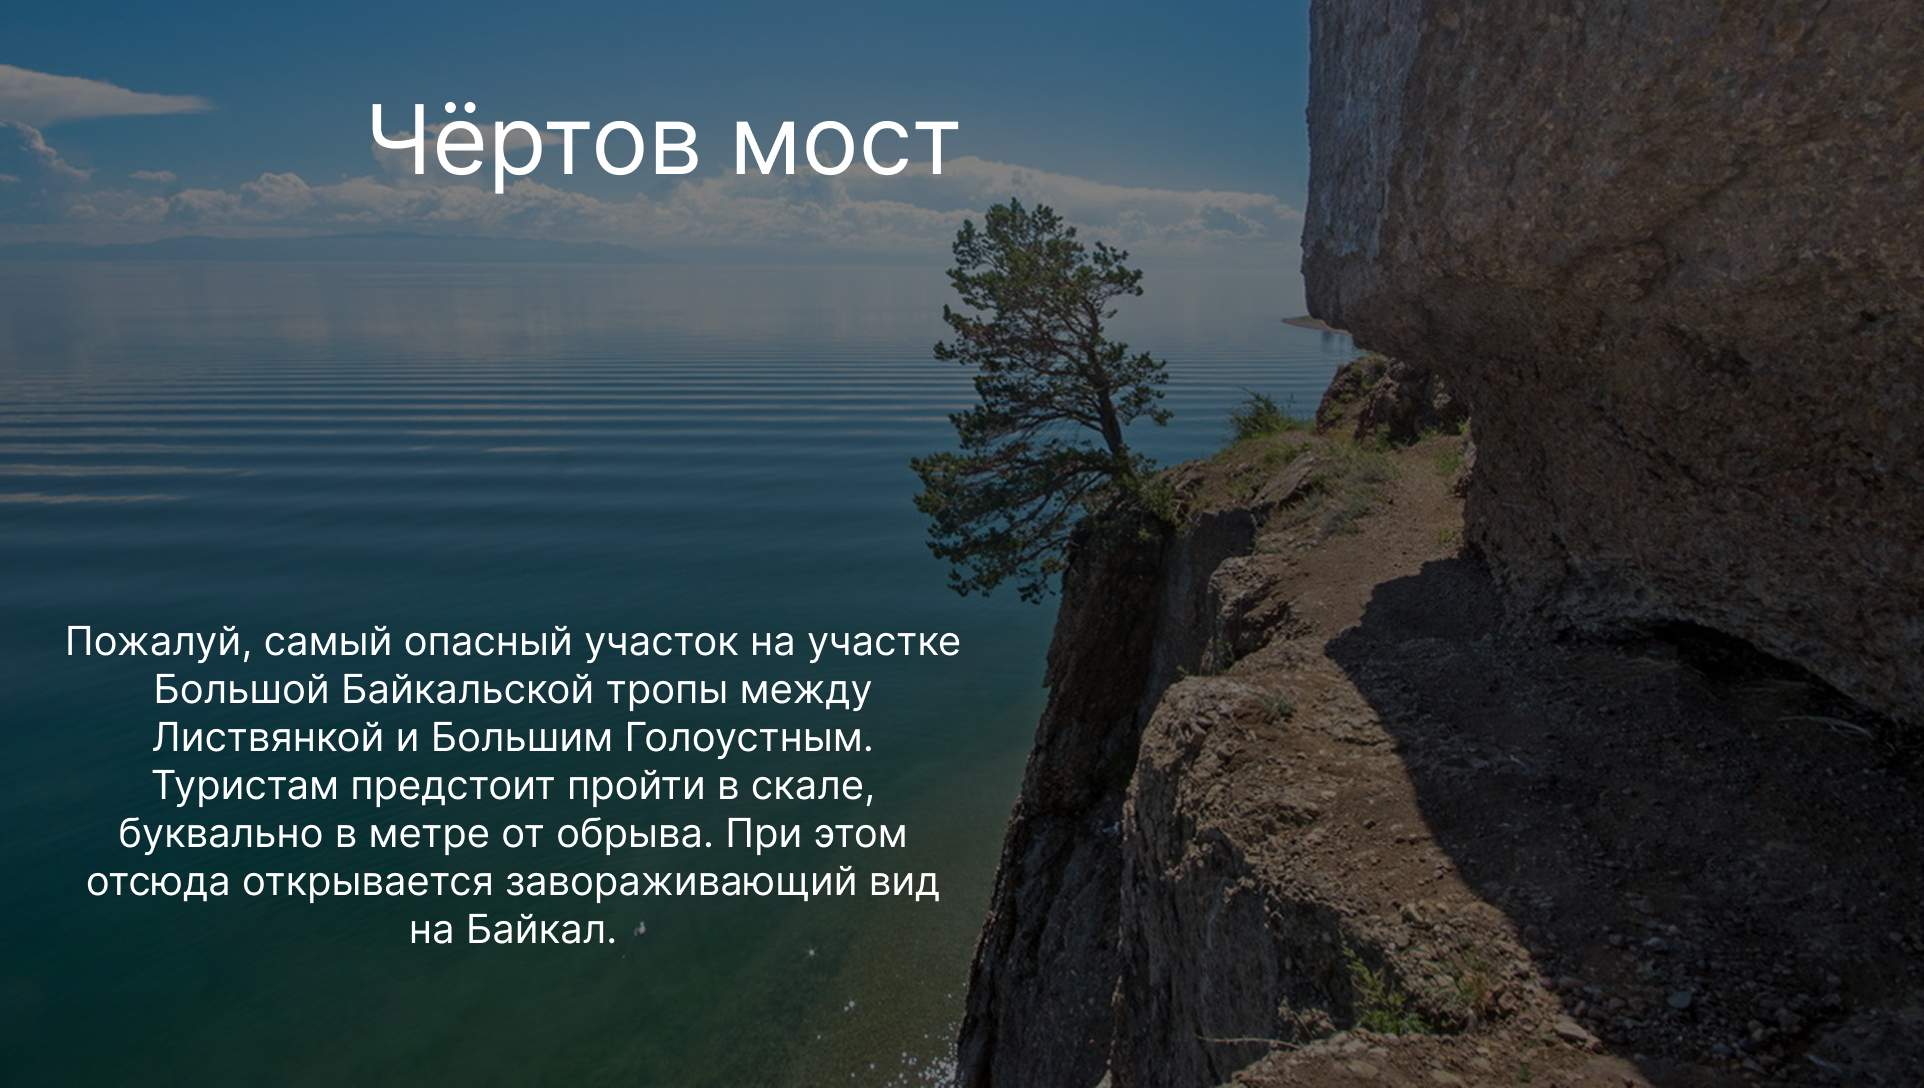 Чёртов мост
Пожалуй, самый опасный участок на участке
Большой Байкальской тропы между
Листвянкой и Большим Голоустным.
Туристам предстоит пройти в скале,
буквально в метре от обрыва. При этом
отсюда открывается завораживающий вид
на Байкал.